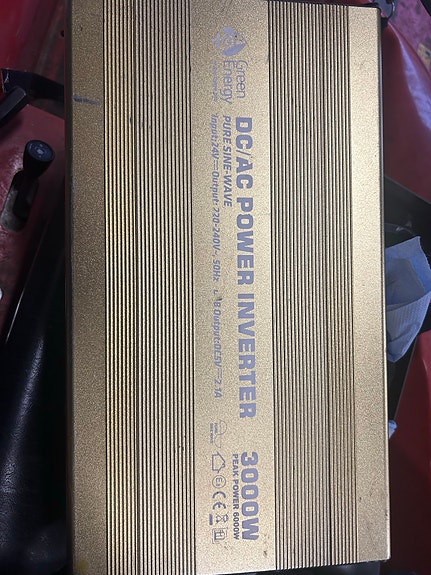 Green
Energy
DC/AC POWER INVERTER
3000W
PURE SINE-WAVE
PEAK POWER 6000W
Input:24V⎓Output: 220-240V~, 50Hz Output:DC5V⎓2.1A
CE